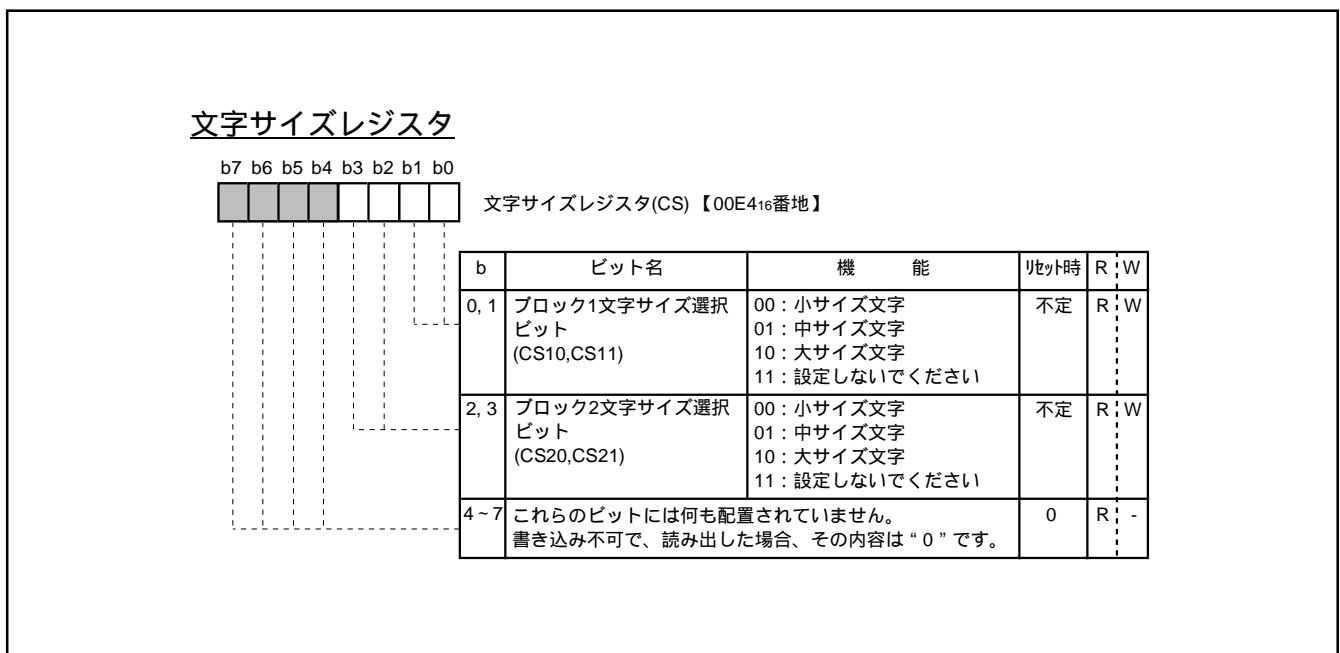 文字サイズレジスタ
b7 b6 b5 b4 b3 b2 b1 b0
文字サイズレジスタ(CS)【00E416番地】
b ビット名 機 能 リセット時 R W
0, 1 ブロック1文字サイズ選択 00：小サイズ文字 不定 R W
ビット 01：中サイズ文字
(CS10,CS11) 10：大サイズ文字
11：設定しないでください
2, 3 ブロック2文字サイズ選択 00：小サイズ文字 不定 R W
ビット 01：中サイズ文字
(CS20,CS21) 10：大サイズ文字
11：設定しないでください
4～7 これらのビットには何も配置されていません。 0 R -
書き込み不可で、読み出した場合、その内容は“0”です。